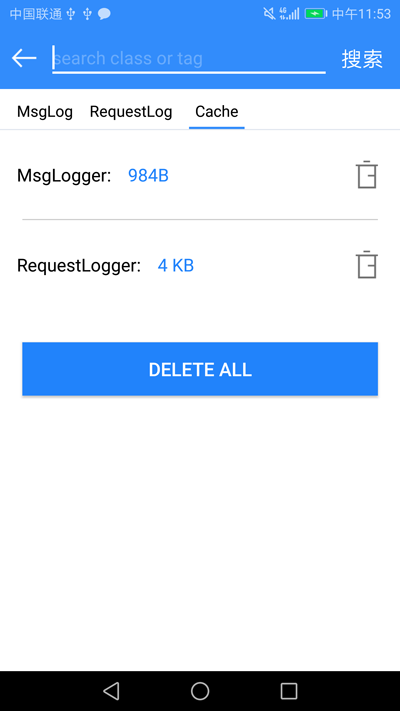 中国联通 4G 中午11:53
search class or tag 搜索
MsgLog RequestLog Cache
MsgLogger: 984B
RequestLogger: 4 KB
DELETE ALL